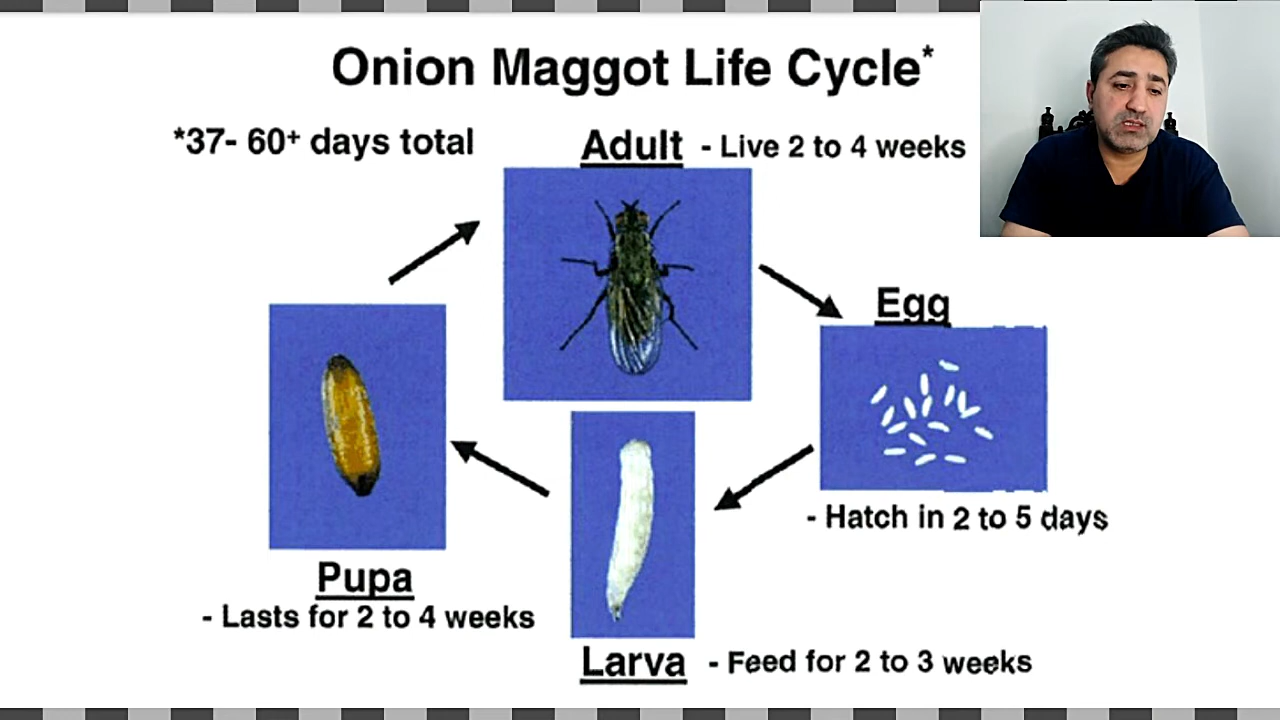 Onion Maggot Life Cycle*
*37- 60+ days total
Adult - Live 2 to 4 weeks
Egg
- Hatch in 2 to 5 days
Pupa
- Lasts for 2 to 4 weeks
Larva - Feed for 2 to 3 weeks